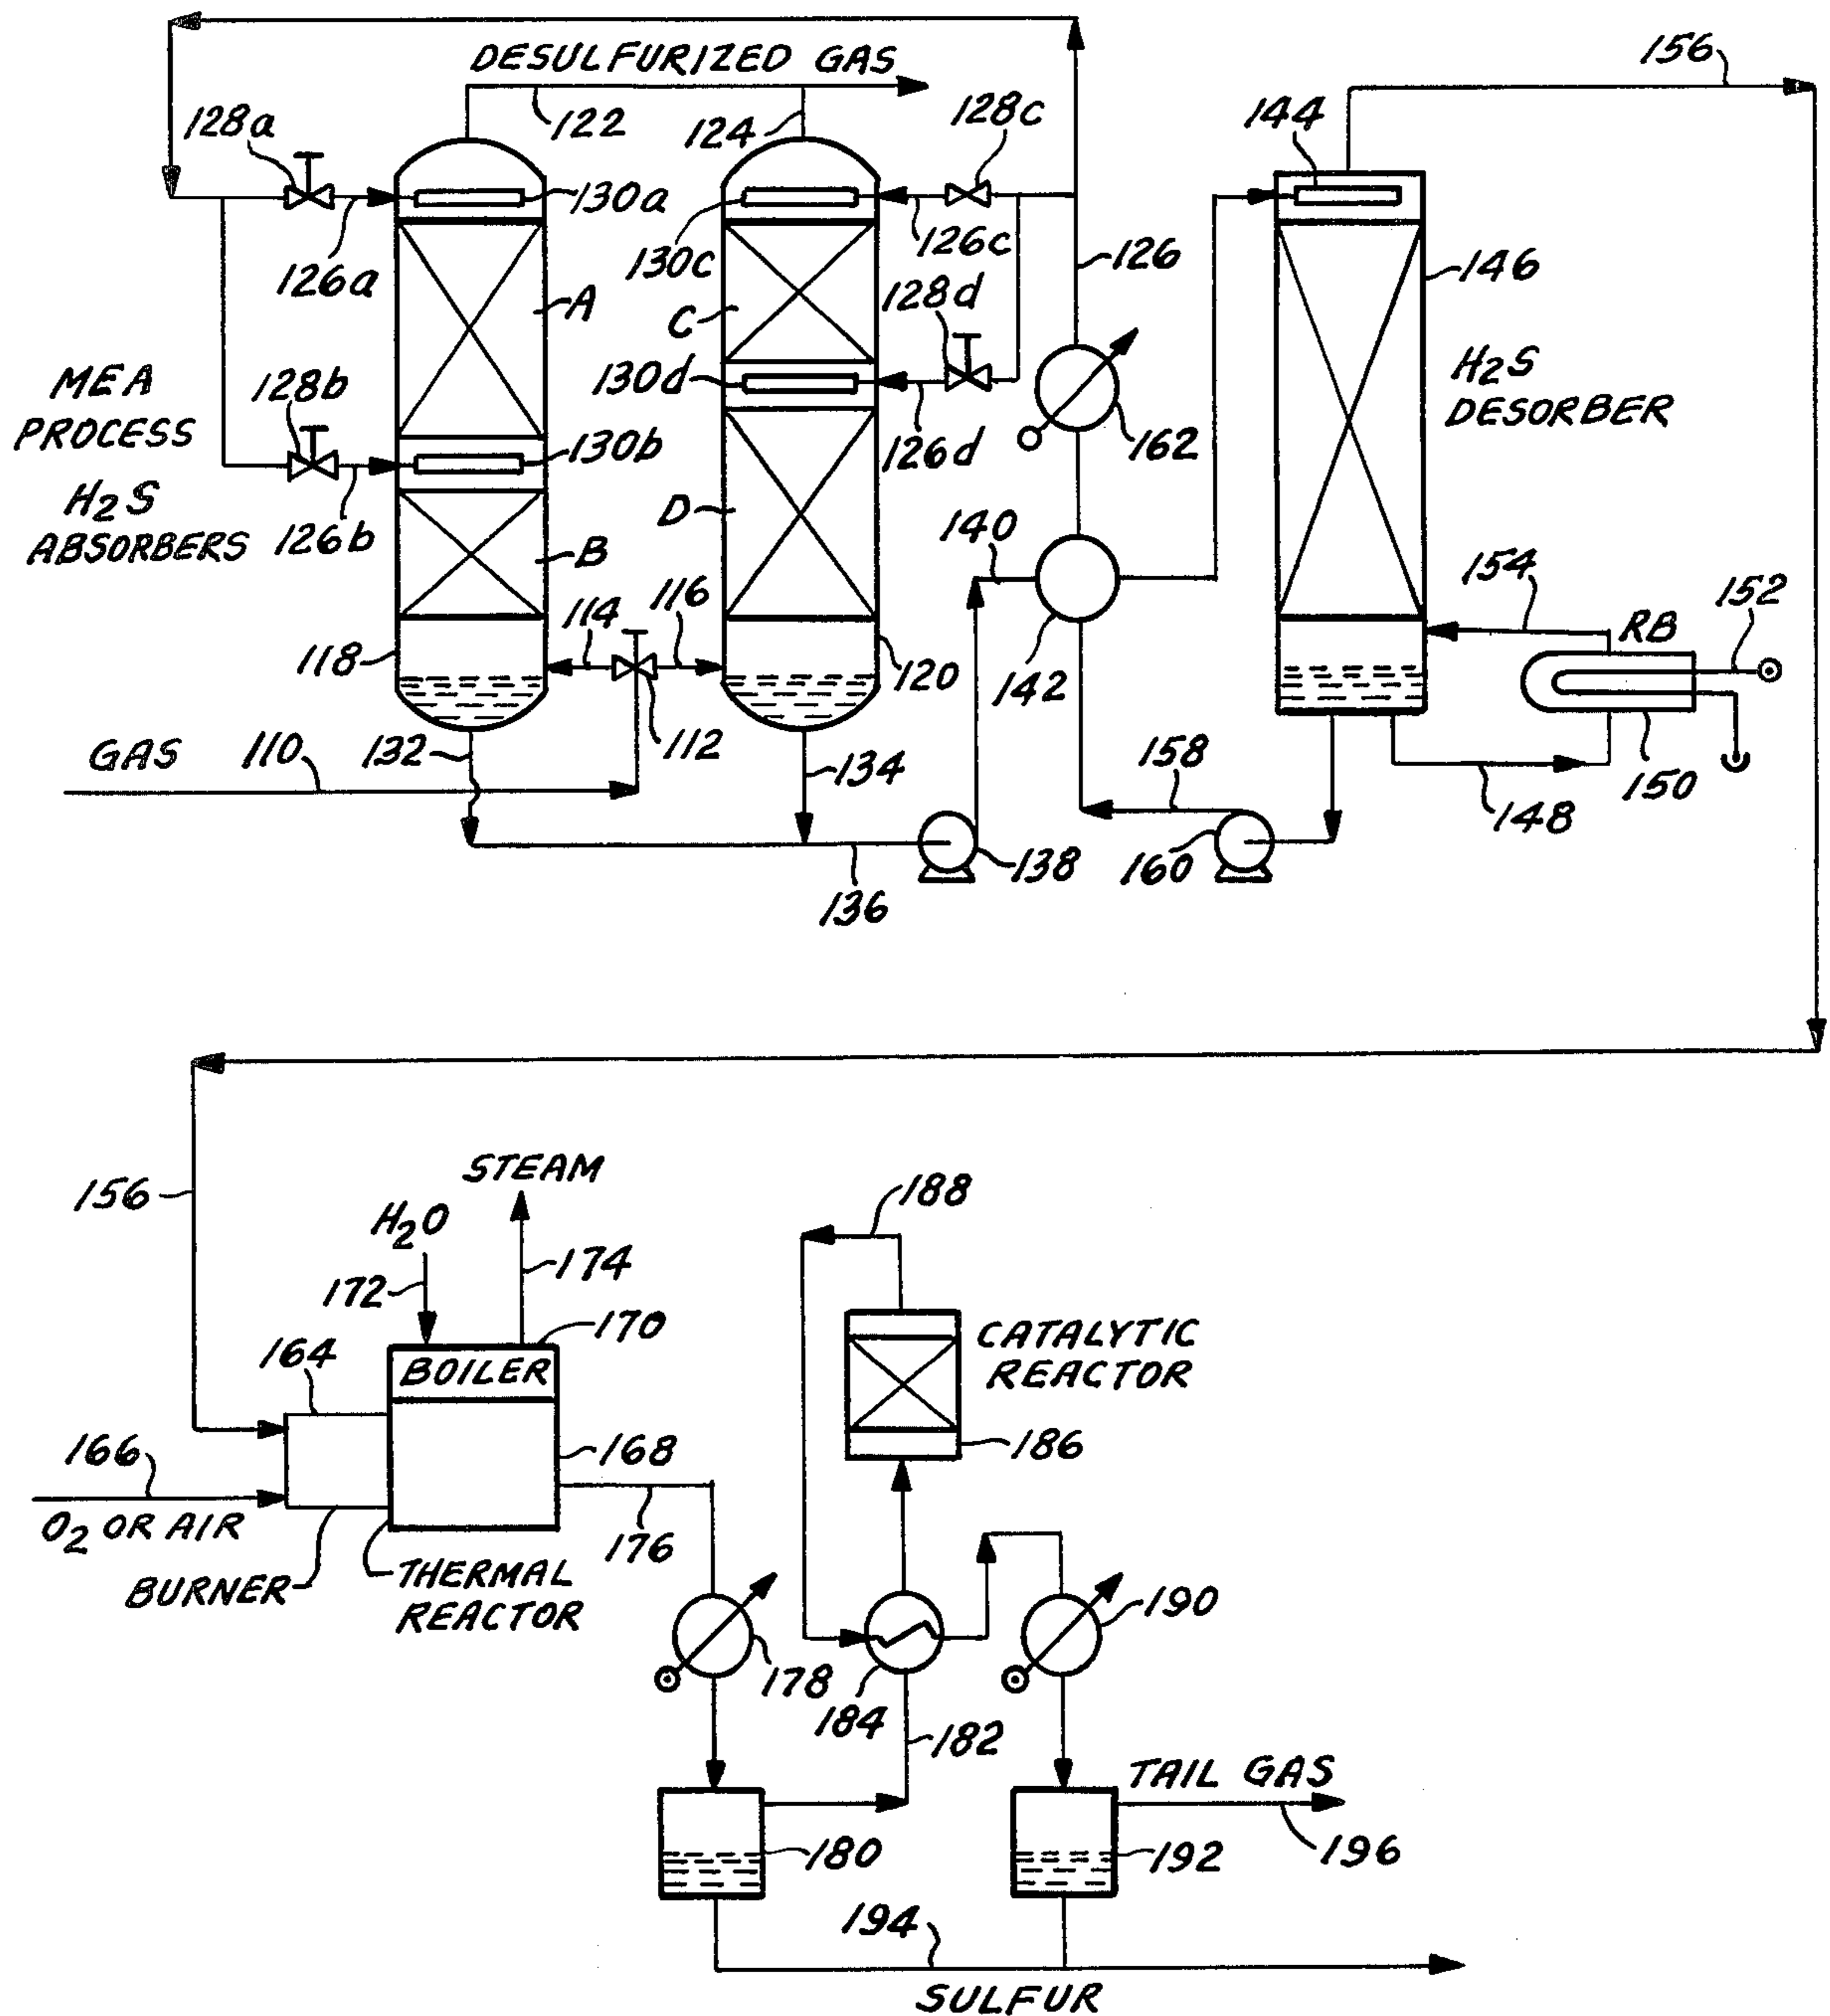 156
DESULFURIZED GAS
128a
122
124
128c
144
130a
130c
126c
126
146
126a
A
C
128d
MEA
PROCESS
H2S
ABSORBERS
128b
130d
162
H2S
DESORBER
130b
126d
126b
D
B
140
154
152
114
116
RB
118
120
142
GAS
110
132
112
134
158
150
148
160
138
136
156
STEAM
H2O
174
172
188
170
164
BOILER
CATALYTIC
REACTOR
166
168
186
O2 OR AIR
176
BURNER
THERMAL
REACTOR
190
178
184
182
TAIL GAS
180
192
196
194
SULFUR